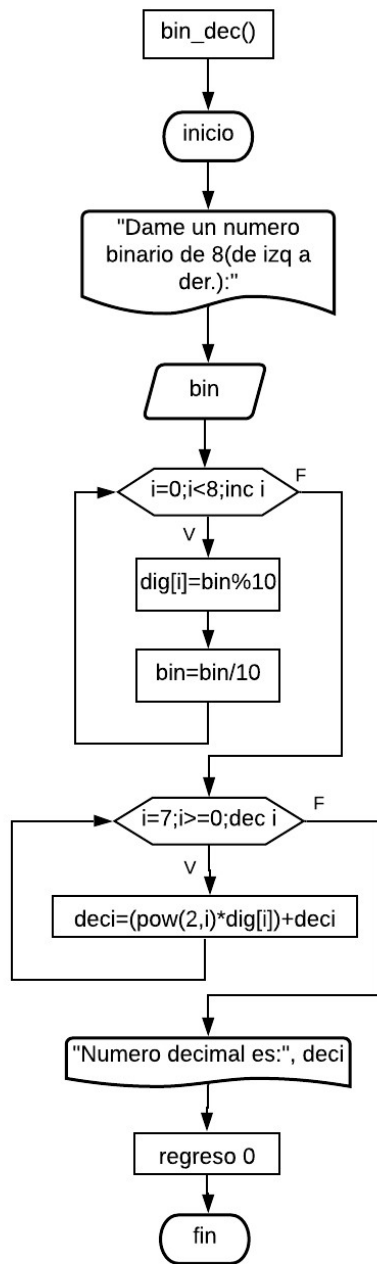 bin_dec()
inicio
"Dame un numero
binario de 8(de izq a
der.):"
bin
i=0;i<8;inc i
F
V
dig[i]=bin%10
bin=bin/10
i=7;i>=0;dec i
F
V
deci=(pow(2,i)*dig[i])+deci
"Numero decimal es:", deci
regreso 0
fin